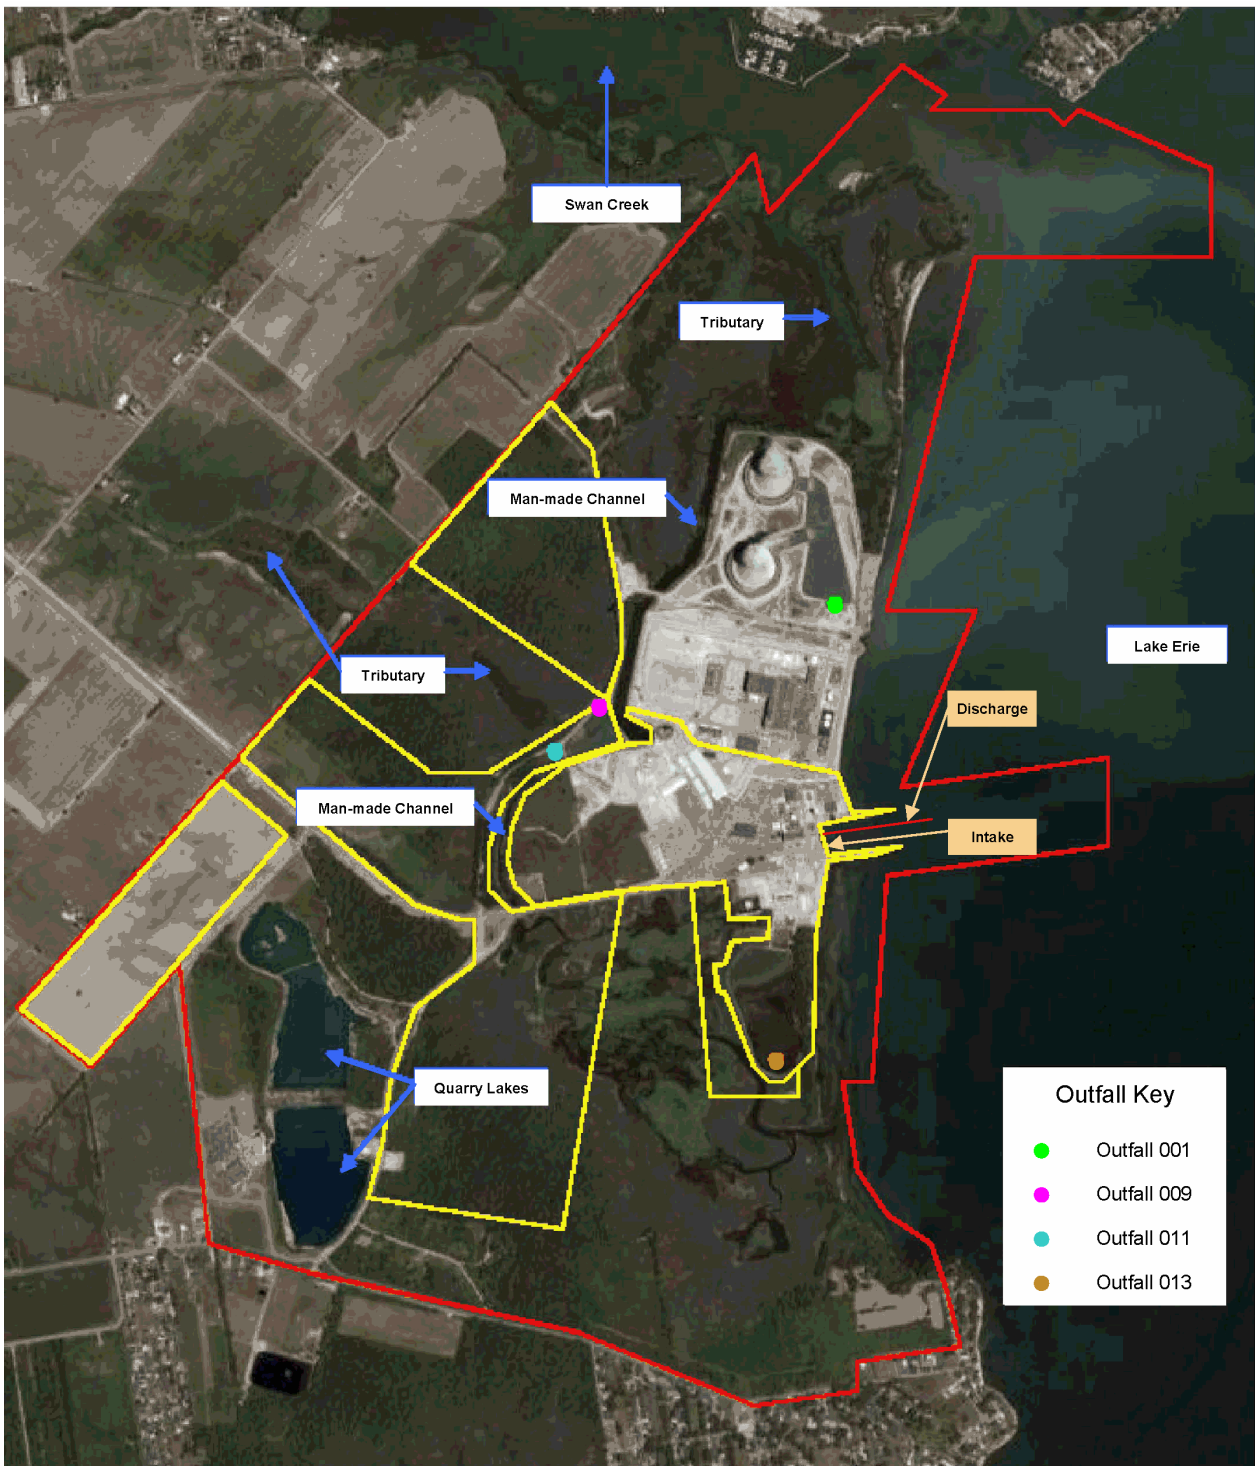 Swan Creek
Tributary
Man-made Channel
Lake Erie
Tributary
Discharge
Man-made Channel
Intake
Quarry Lakes
Outfall Key
Outfall 001
Outfall 009
Outfall 011
Outfall 013